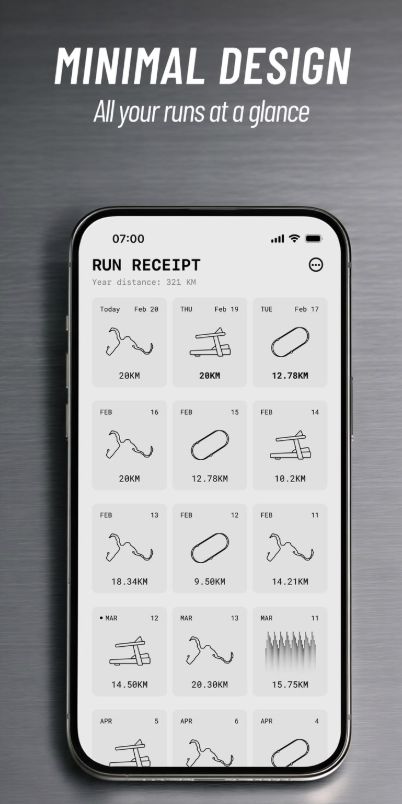 MINIMAL DESIGN
All your runs at a glance
07:00
RUN RECEIPT
Year distance: 321 KM
Today Feb 20 THU Feb 19 TUE Feb 17
20KM 20KM 12.78KM
FEB 16 FEB 15 FEB 14
20KM 12.78KM 10.2KM
FEB 13 FEB 12 FEB 11
18.34KM 9.50KM 14.21KM
• MAR 12 MAR 13 MAR 11
14.50KM 20.30KM 15.75KM
APR 5 APR 6 APR 4